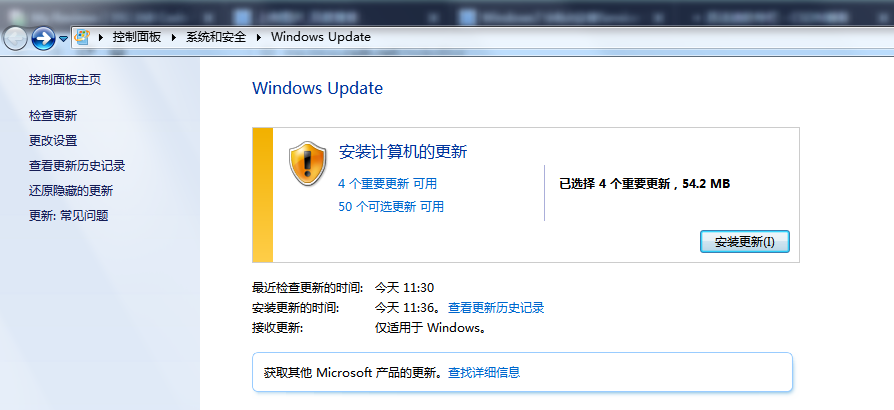 控制面板 系统和安全 Windows Update
控制面板主页
检查更新
更改设置
查看更新历史记录
还原隐藏的更新
更新: 常见问题
Windows Update
安装计算机的更新
4 个重要更新 可用
50 个可选更新 可用
已选择 4 个重要更新，54.2 MB
安装更新(I)
最近检查更新的时间: 今天 11:30
安装更新的时间: 今天 11:36。查看更新历史记录
接收更新: 仅适用于 Windows。
获取其他 Microsoft 产品的更新。查找详细信息